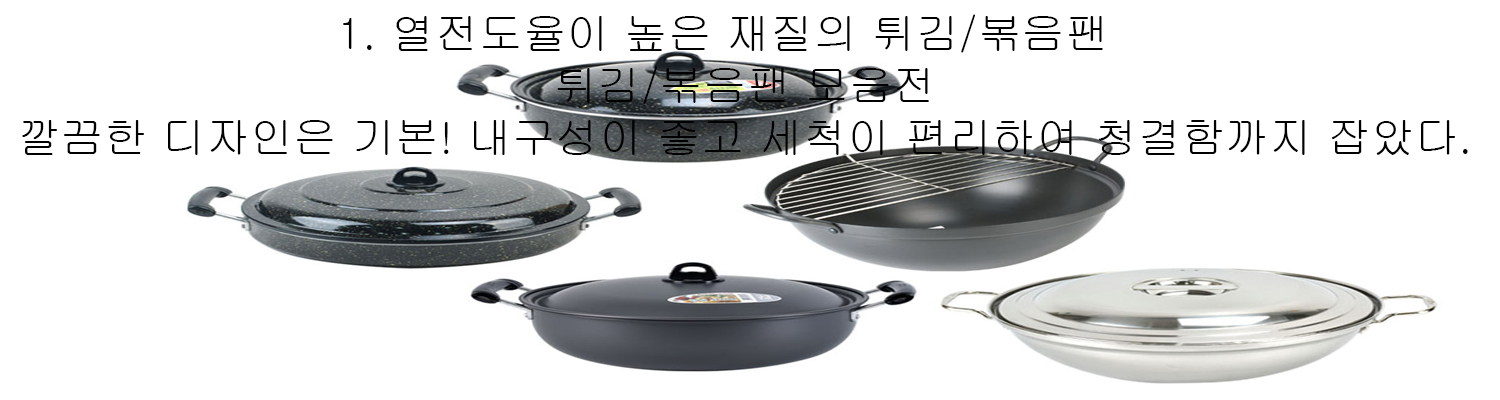 1. 열전도율이 높은 재질의 튀김/볶음팬
튀김/볶음팬 모음전
깔끔한 디자인은 기본! 내구성이 좋고 세척이 편리하여 청결함까지 잡았다.